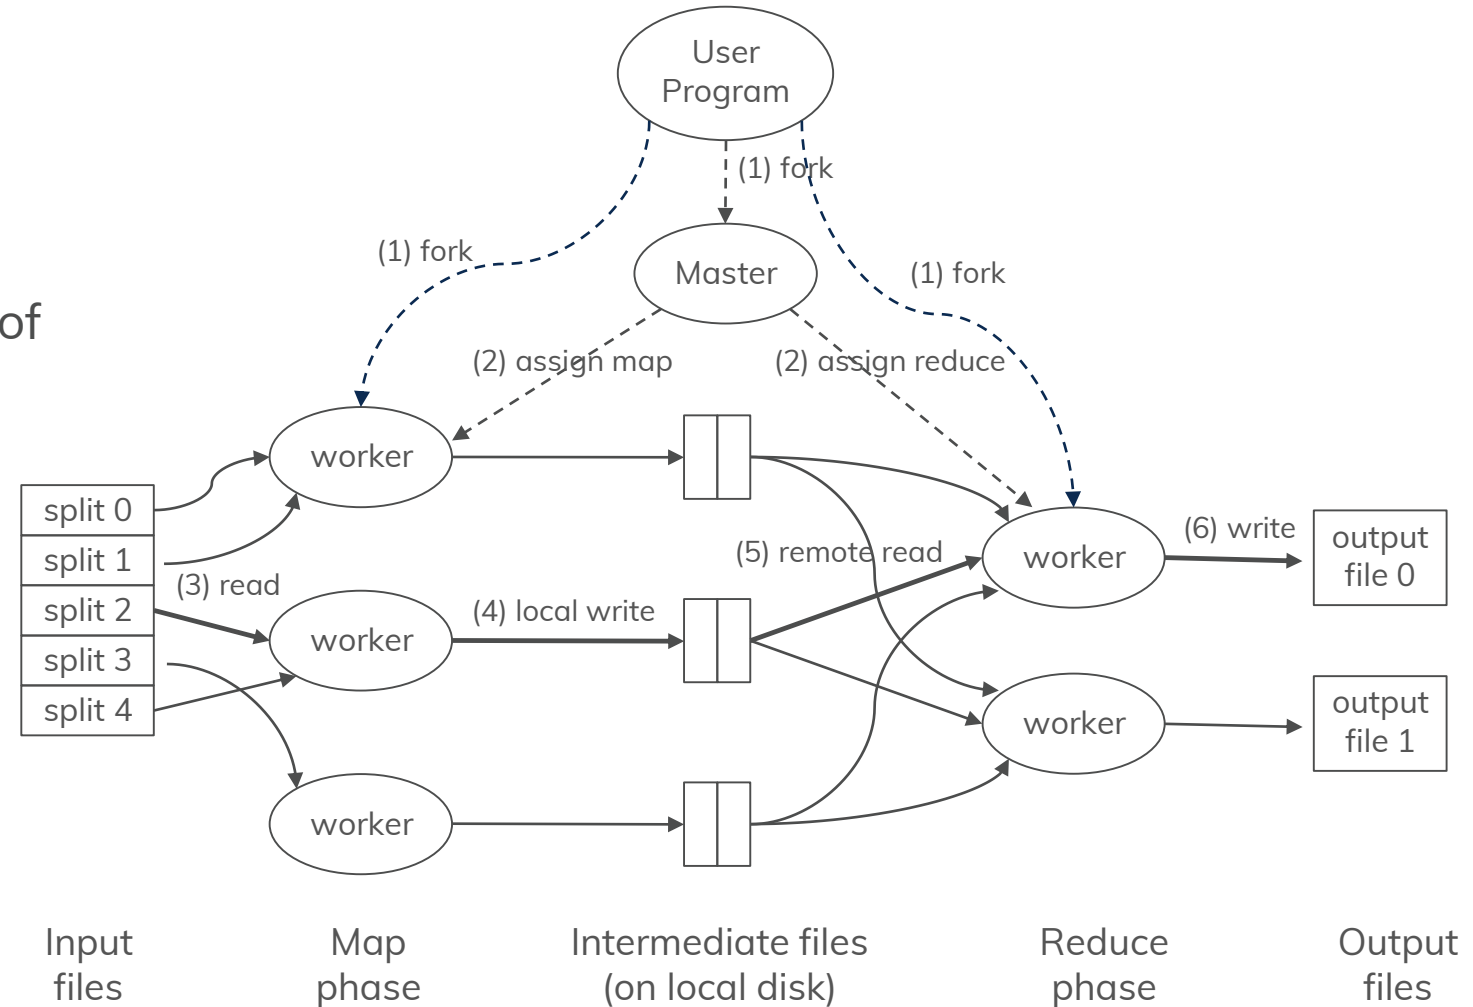 User
Program
(1) fork
(1) fork
(1) fork
Master
of
(2) assign map
(2) assign reduce
worker
split 0
split 1
split 2
split 3
split 4
(3) read
worker
(4) local write
worker
(5) remote read
worker
(6) write
output
file 0
worker
output
file 1
Input
files
Map
phase
Intermediate files
(on local disk)
Reduce
phase
Output
files